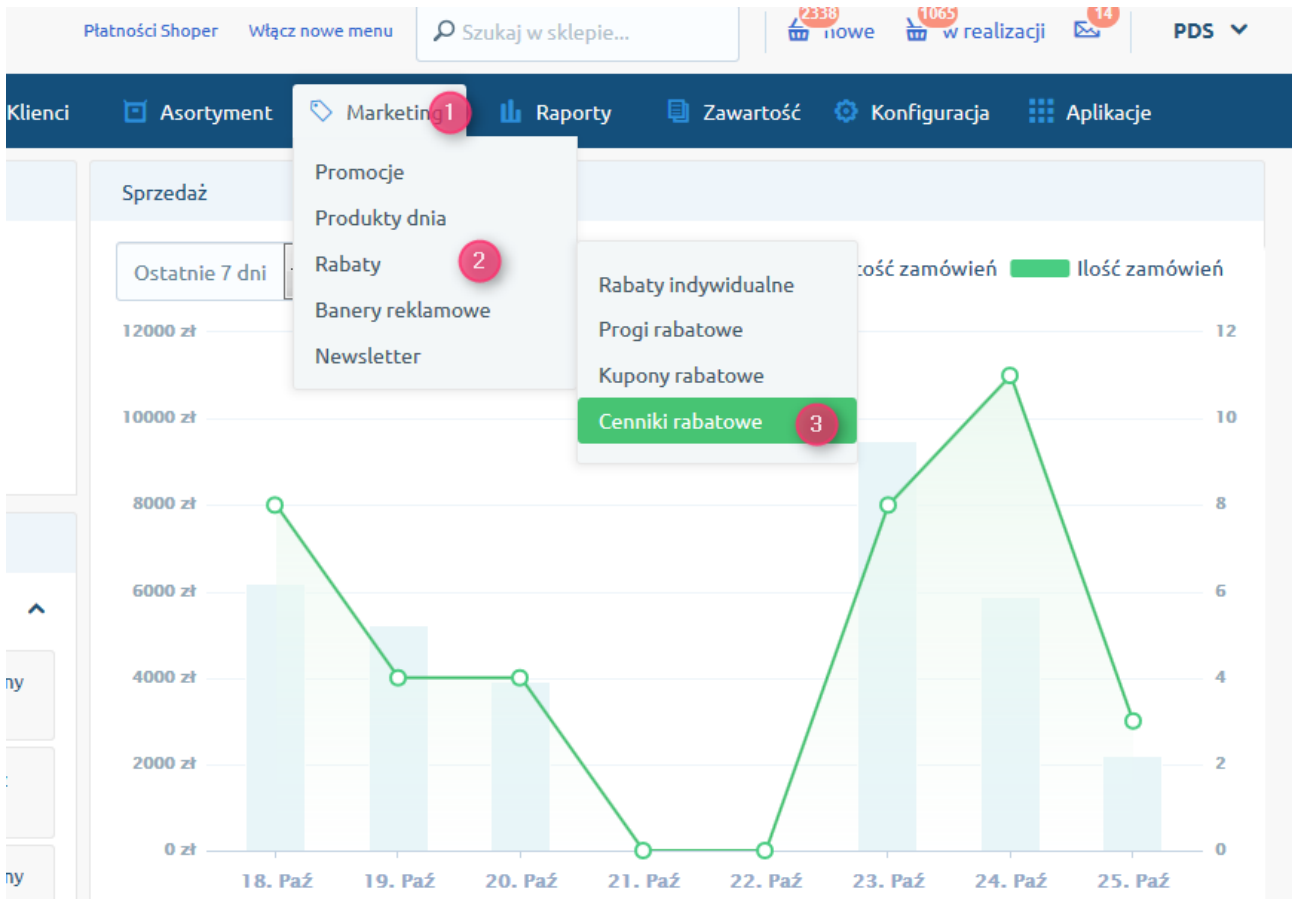 Płatności Shoper Włącz nowe menu Szukaj w sklepie... 2338 nowe 1065 w realizacji 14 PDS
Klienci Asortyment Marketing 1 Raporty Zawartość Konfiguracja Aplikacje
Sprzedaż
Promocje
Produkty dnia
Rabaty 2
Banery reklamowe
Newsletter
Rabaty indywidualne
Progi rabatowe
Kupony rabatowe
Cenniki rabatowe 3
Ostatnie 7 dni
zamówień Ilość zamówień
12000 zł 12
10000 zł 10
8000 zł 8
6000 zł 6
4000 zł 4
2000 zł 2
0 zł 0
18. Paź 19. Paź 20. Paź 21. Paź 22. Paź 23. Paź 24. Paź 25. Paź
ny
ny